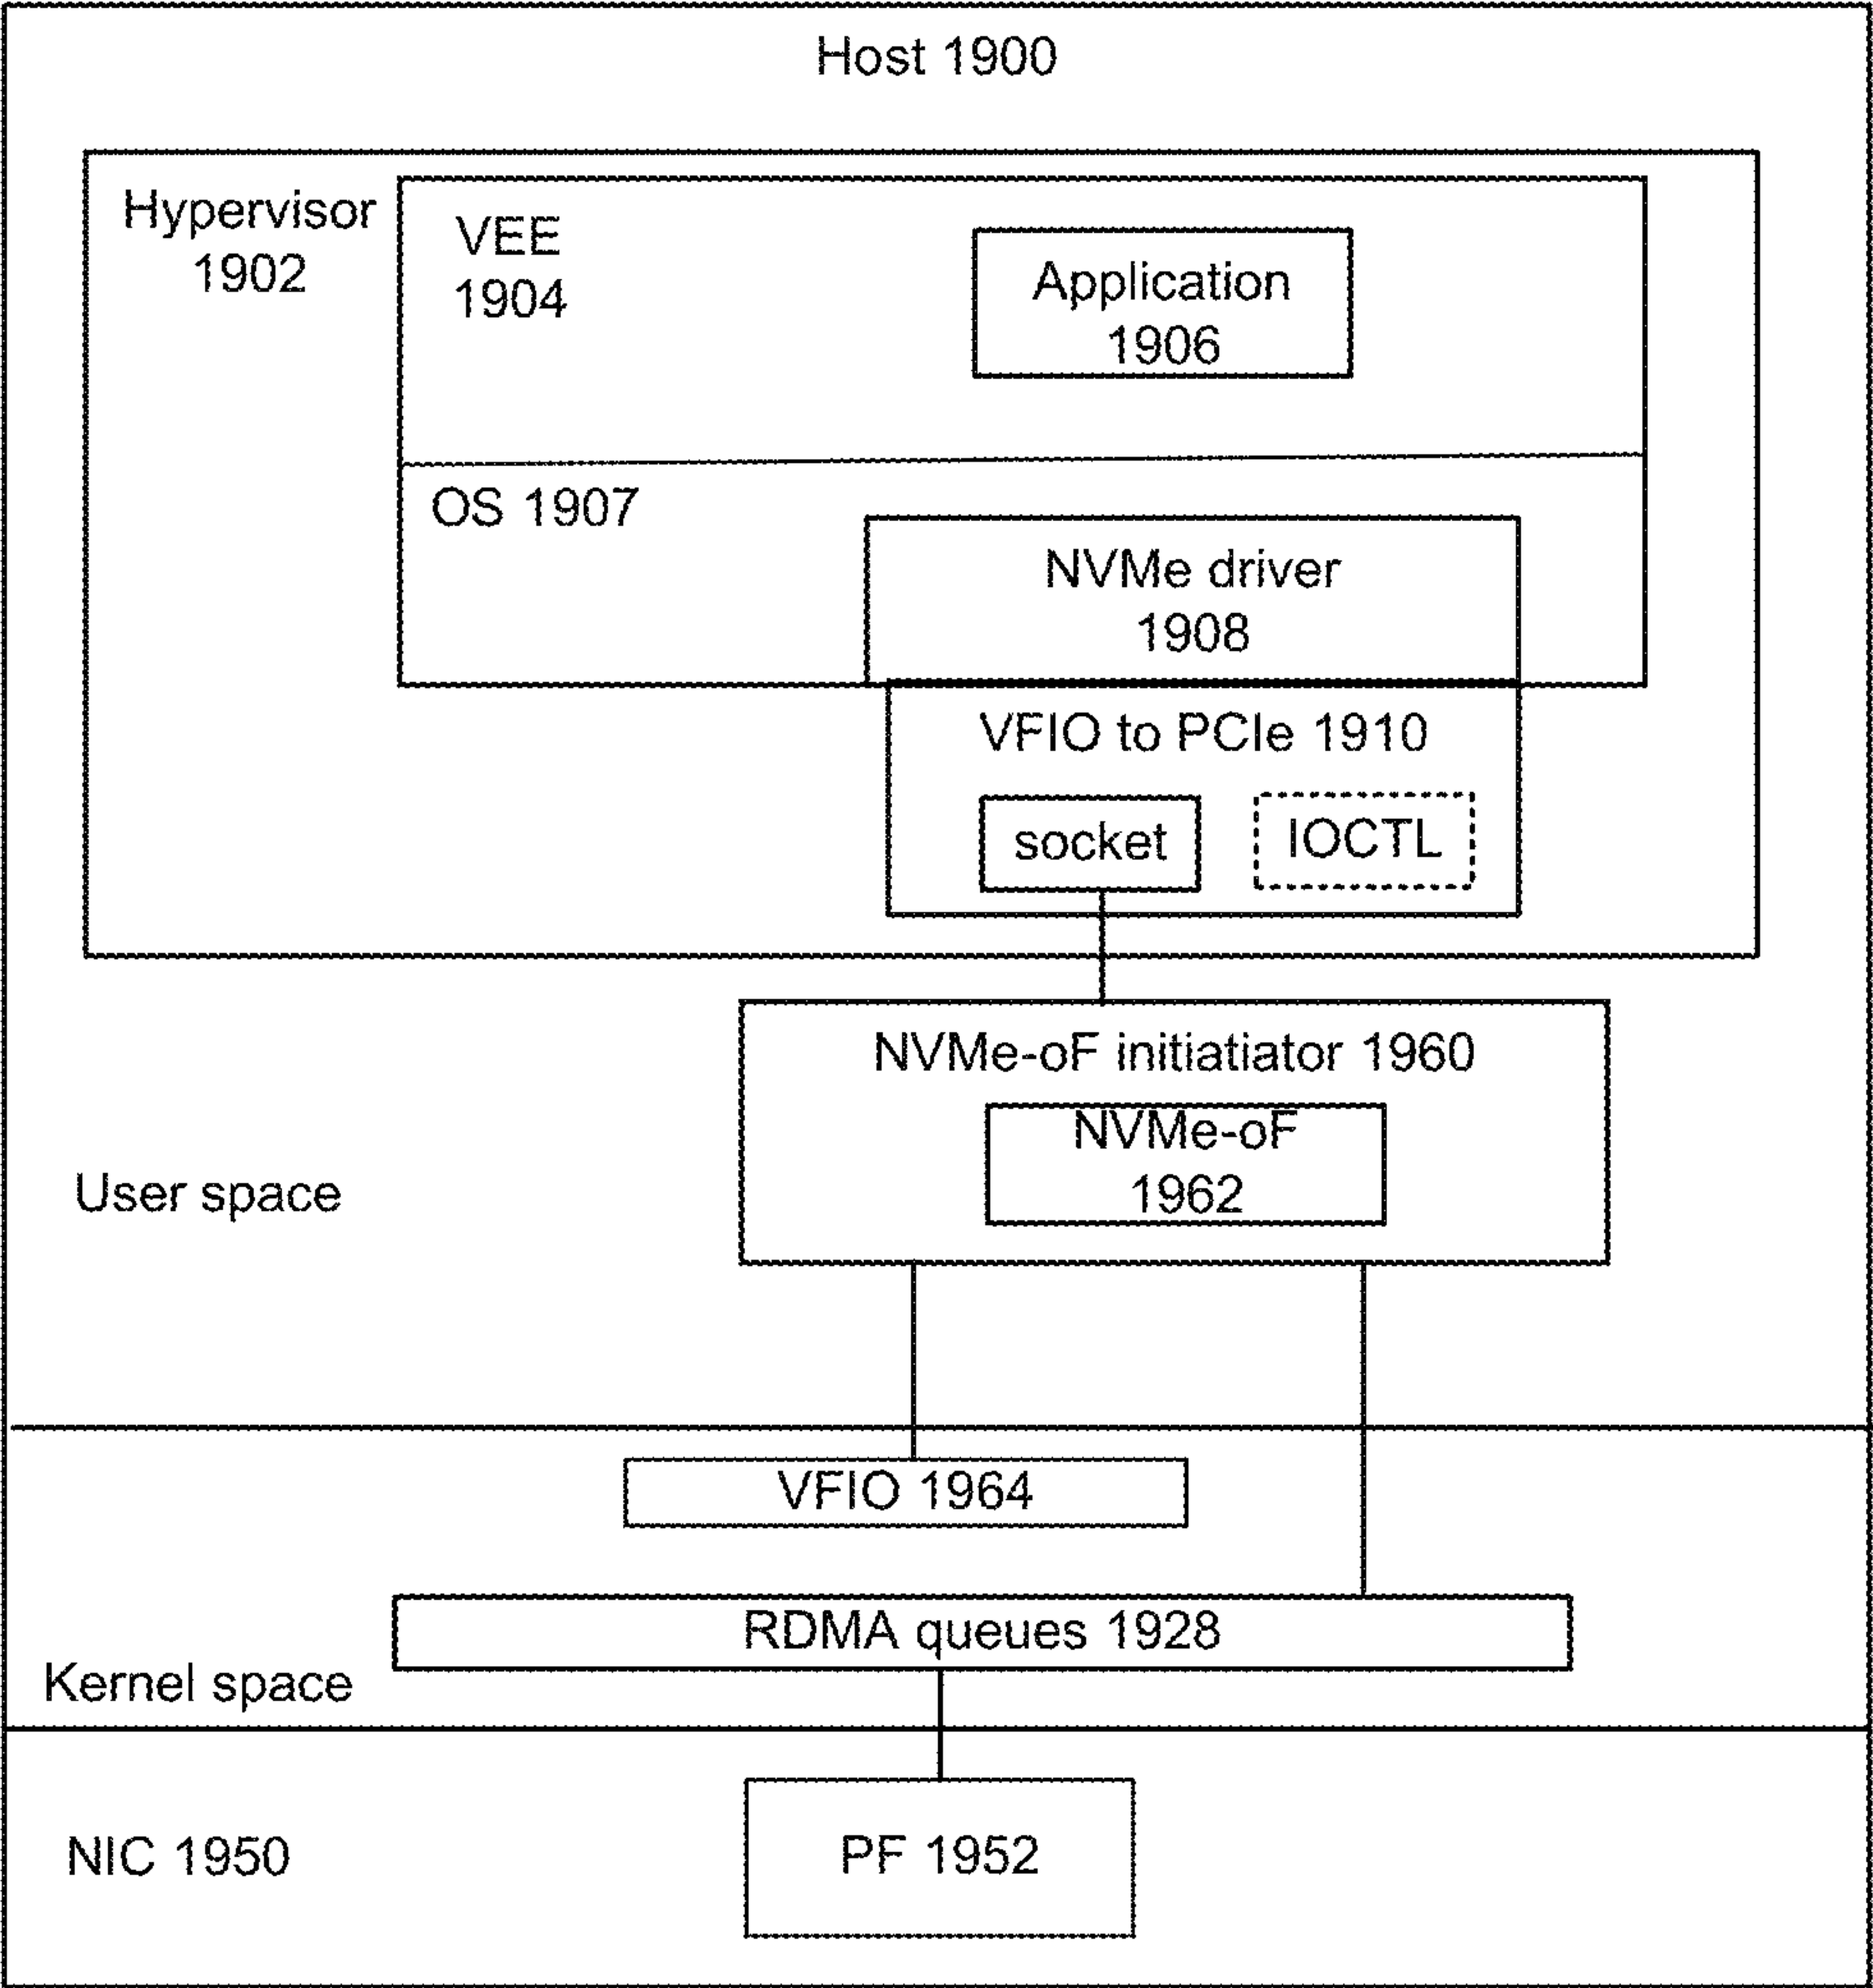 Host 1900
Hypervisor
1902
VEE
1904
Application
1906
OS 1907
NVMe driver
1908
VFIO to PCIe 1910
socket
IOCTL
NVMe-oF initiatiator 1960
NVMe-oF
1962
User space
VFIO 1964
RDMA queues 1928
Kernel space
NIC 1950
PF 1952